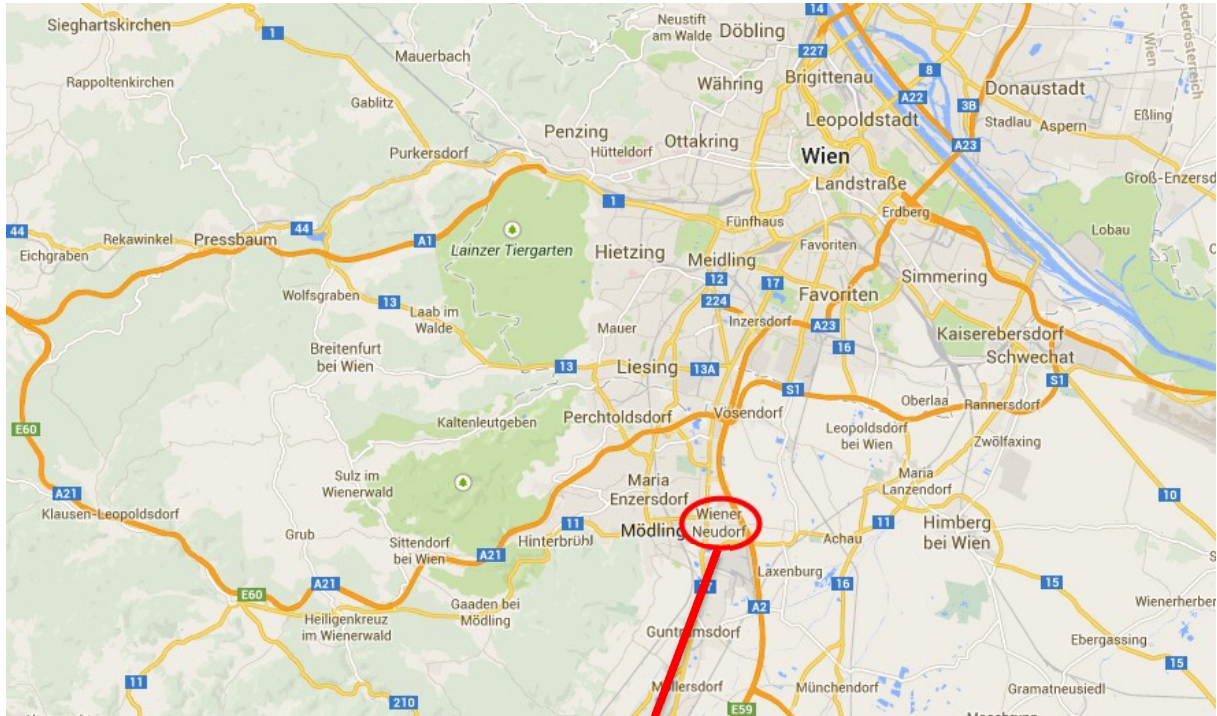 Sieghartskirchen
1
Neustift
am Walde
Döbling
14
227
8
Mauerbach
Rappoltenkirchen
Währing
Brigittenau
A22
Donaustadt
Wien
Gablitz
3B
Leopoldstadt
Stadlau
Aspern
Eßling
Penzing
Hütteldorf
Ottakring
Purkersdorf
Wien
A23
Landstraße
Groß-Enzersd
1
Erdberg
Fünfhaus
44
44
Rekawinkel
Pressbaum
A1
Lainzer Tiergarten
Hietzing
Favoriten
Lobau
Eichgraben
Meidling
12
17
Simmering
Wolfsgraben
13
224
Favoriten
Laab im
Walde
Mauer
Inzersdorf
A23
16
Kaiserebersdorf
Schwechat
Breitenfurt
bei Wien
13
Liesing
13A
S1
S1
Kaltenleutgeben
Perchtoldsdorf
Vösendorf
Oberlaa
Rannersdorf
E60
Leopoldsdorf
bei Wien
Zwölfaxing
Sulz im
Wienerwald
Maria
Enzersdorf
Maria
Lanzendorf
A21
10
Klausen-Leopoldsdorf
Wiener
Neudorf
Grub
11
Mödling
11
Himberg
bei Wien
Sittendorf
bei Wien
A21
Hinterbrühl
Achau
Laxenburg
A21
16
15
E60
Gaaden bei
Mödling
A2
Wienerherber
Heiligenkreuz
im Wienerwald
Guntramsdorf
Ebergassing
15
11
210
Münchendorf
Gramatneusiedl
E59